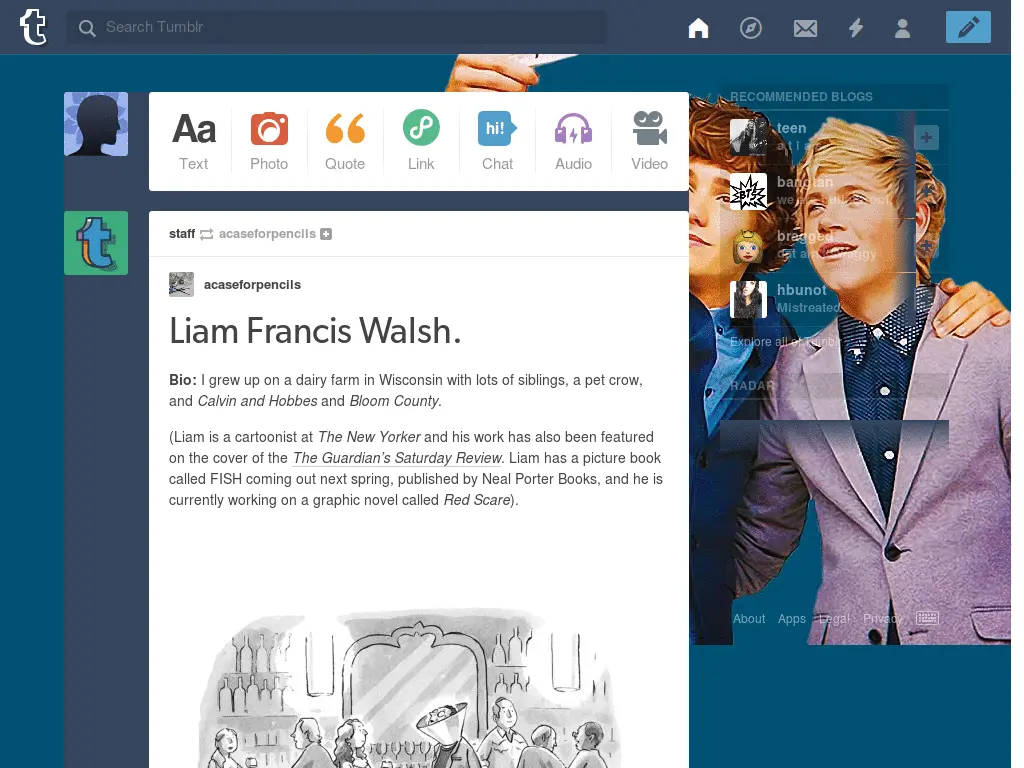 Search Tumblr
Aa
hi!
Text
Photo
Quote
Link
Chat
Audio
Video
staff acaseforpencils
acaseforpencils
Liam Francis Walsh.
Bio: I grew up on a dairy farm in Wisconsin with lots of siblings, a pet crow,
and Calvin and Hobbes and Bloom County.
(Liam is a cartoonist at The New Yorker and his work has also been featured
on the cover of the The Guardian’s Saturday Review. Liam has a picture book
called FISH coming out next spring, published by Neal Porter Books, and he is
currently working on a graphic novel called Red Scare).
RECOMMENDED BLOGS
teen
bangtan
BTS
bragged
hbunot
Mistreated
Explore all of Tumblr
RADAR
About Apps Legal Privacy